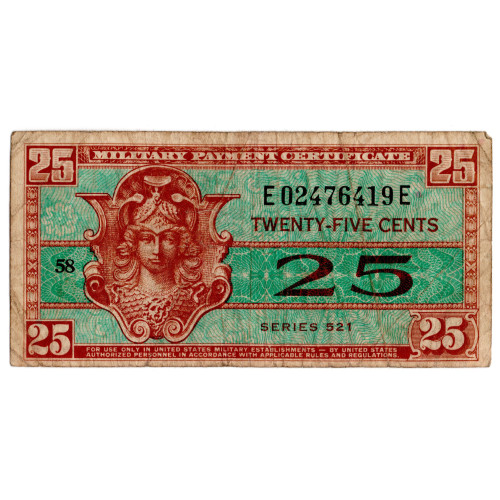 25 MILITARY PAYMENT CERTIFICATE 25
E02476419E
TWENTY-FIVE CENTS
58 25
SERIES 521
25 25
FOR USE ONLY IN UNITED STATES MILITARY ESTABLISHMENTS — BY UNITED STATES
AUTHORIZED PERSONNEL IN ACCORDANCE WITH APPLICABLE RULES AND REGULATIONS.